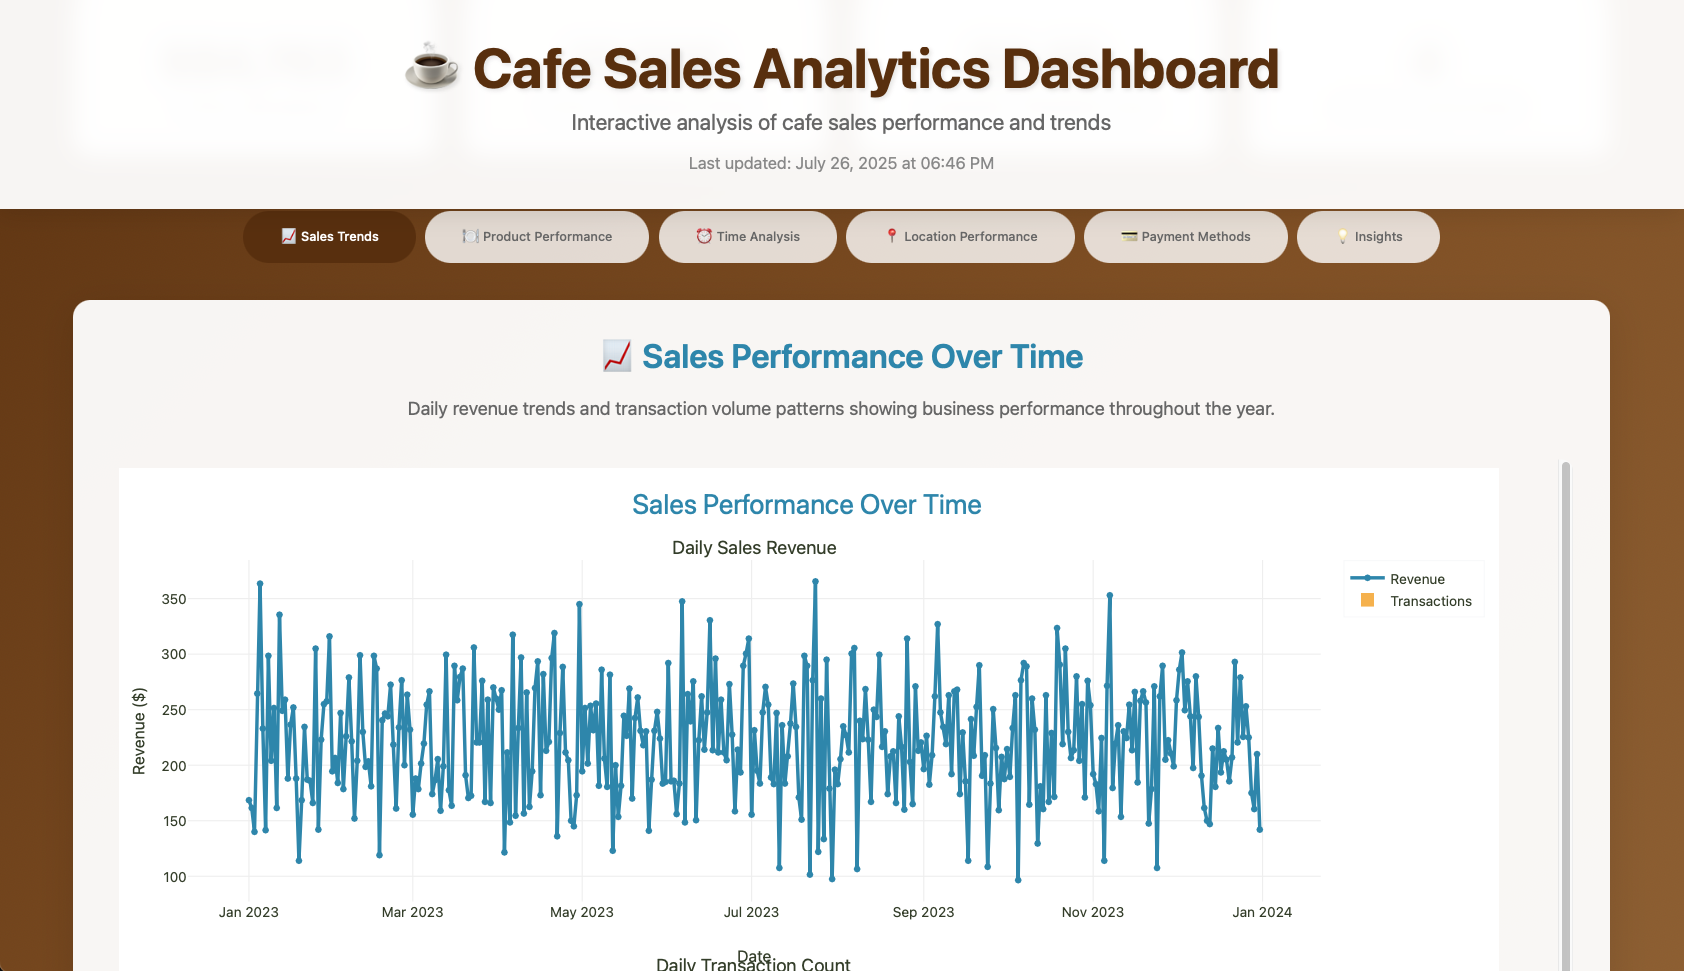 ☕ Cafe Sales Analytics Dashboard
Interactive analysis of cafe sales performance and trends
Last updated: July 26, 2025 at 06:46 PM
📈 Sales Trends
🍽️ Product Performance
⏰ Time Analysis
📍 Location Performance
💳 Payment Methods
💡 Insights
📈 Sales Performance Over Time
Daily revenue trends and transaction volume patterns showing business performance throughout the year.
Sales Performance Over Time
Daily Sales Revenue
Revenue
Transactions
Revenue ($)
350
300
250
200
150
100
Jan 2023
Mar 2023
May 2023
Jul 2023
Sep 2023
Nov 2023
Jan 2024
Date
Daily Transaction Count